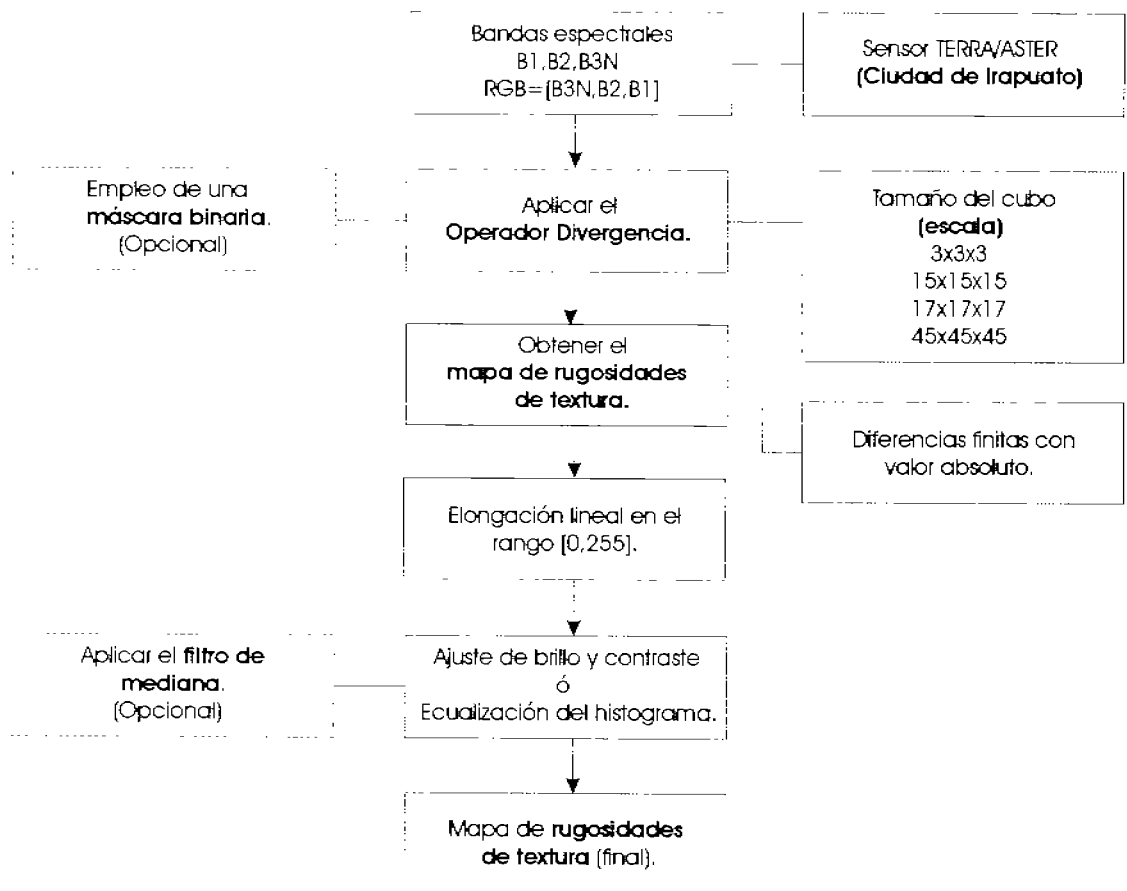 Bandas espectrales
B1,B2,B3N
RGB=[B3N,B2,B1]
Sensor TERRA/ASTER
(Ciudad de Irapuato)
Empleo de una
máscara binaria.
(Opcional)
Aplicar el
Operador Divergencia.
Tamaño del cubo
(escala)
3x3x3
15x15x15
17x17x17
45x45x45
Obtener el
mapa de rugosidades
de textura.
Diferencias finitas con
valor absoluto.
Elongación lineal en el
rango [0,255].
Aplicar el filtro de
mediana.
(Opcional)
Ajuste de brillo y contraste
ó
Ecualización del histograma.
Mapa de rugosidades
de textura (final).